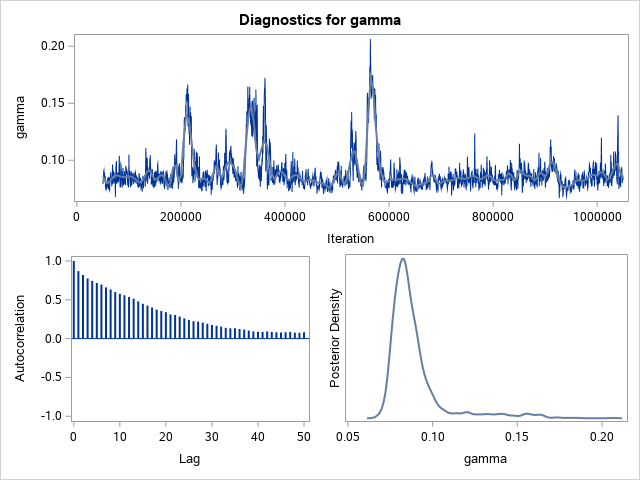 Diagnostics for gamma
0.20
0.15
0.10
gamma
0 200000 400000 600000 800000 1000000
Iteration
1.0
0.5
0.0
-0.5
-1.0
Autocorrelation
0 10 20 30 40 50
Lag
Posterior Density
0.05 0.10 0.15 0.20
gamma